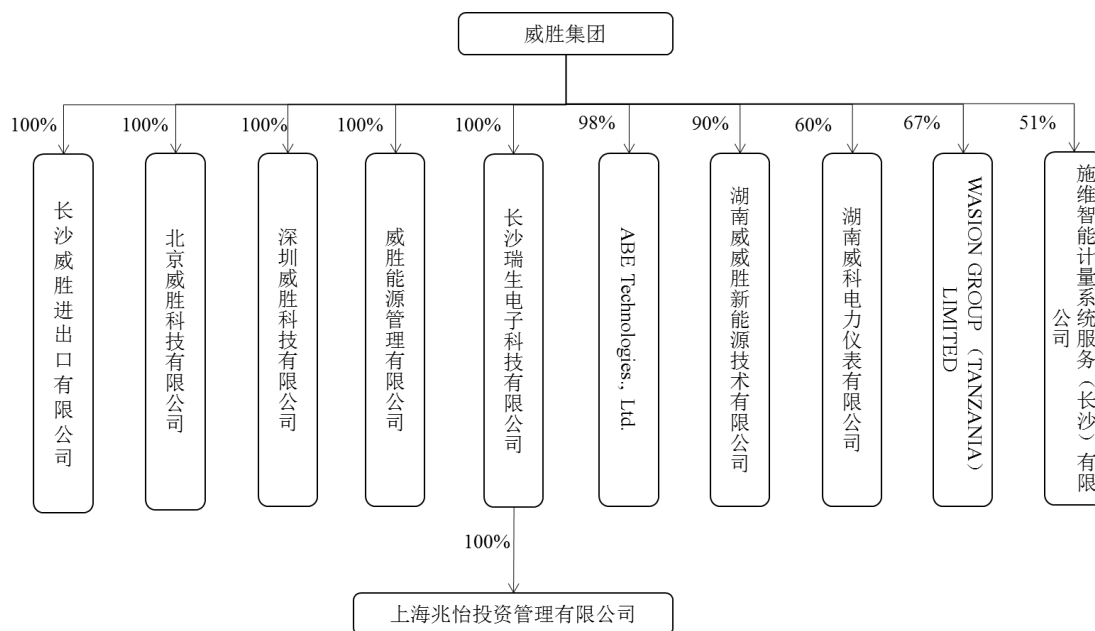 威胜集团
100%
100%
100%
100%
100%
98%
90%
60%
67%
51%
长沙威胜进出口有限公司
北京威胜科技有限公司
深圳威胜科技有限公司
威胜能源管理有限公司
长沙瑞生电子科技有限公司
ABE Technologies., Ltd.
湖南威威胜新能源技术有限公司
湖南威科电力仪表有限公司
WASION GROUP （TANZANIA）
LIMITED
施维智能计量系统服务（长沙）有限
公司
100%
上海兆怡投资管理有限公司